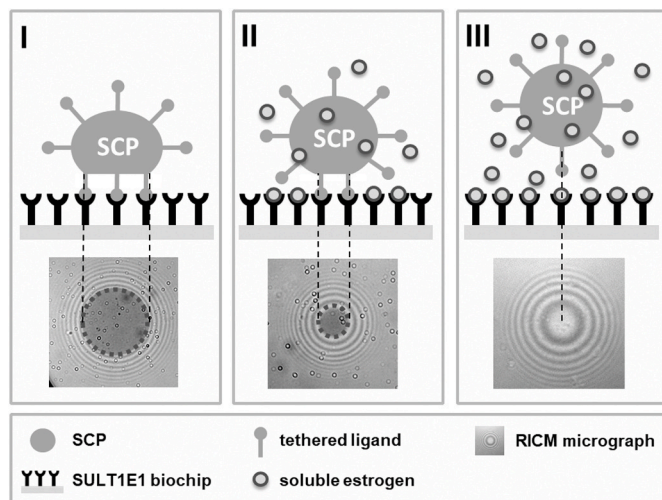 I
II
III
SCP
SCP
SCP
SCP
tethered ligand
RICM micrograph
SULT1E1 biochip
soluble estrogen